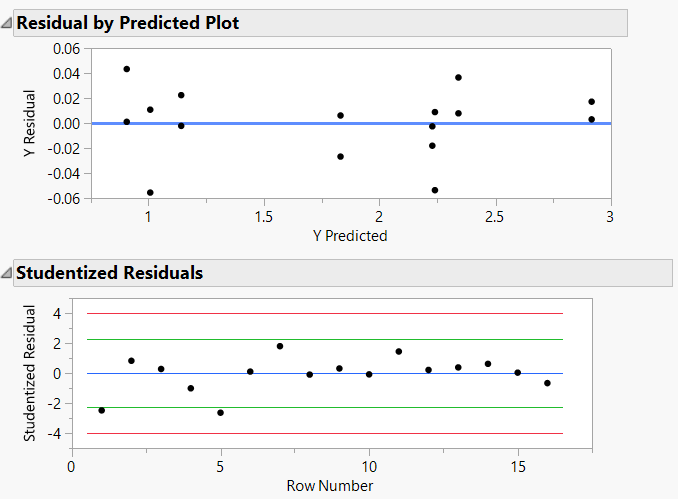 Residual by Predicted Plot
0.06
0.04
0.02
0.00
-0.02
-0.04
-0.06
Y Residual
1 1.5 2 2.5 3
Y Predicted
Studentized Residuals
4
2
0
-2
-4
Studentized Residual
0 5 10 15
Row Number